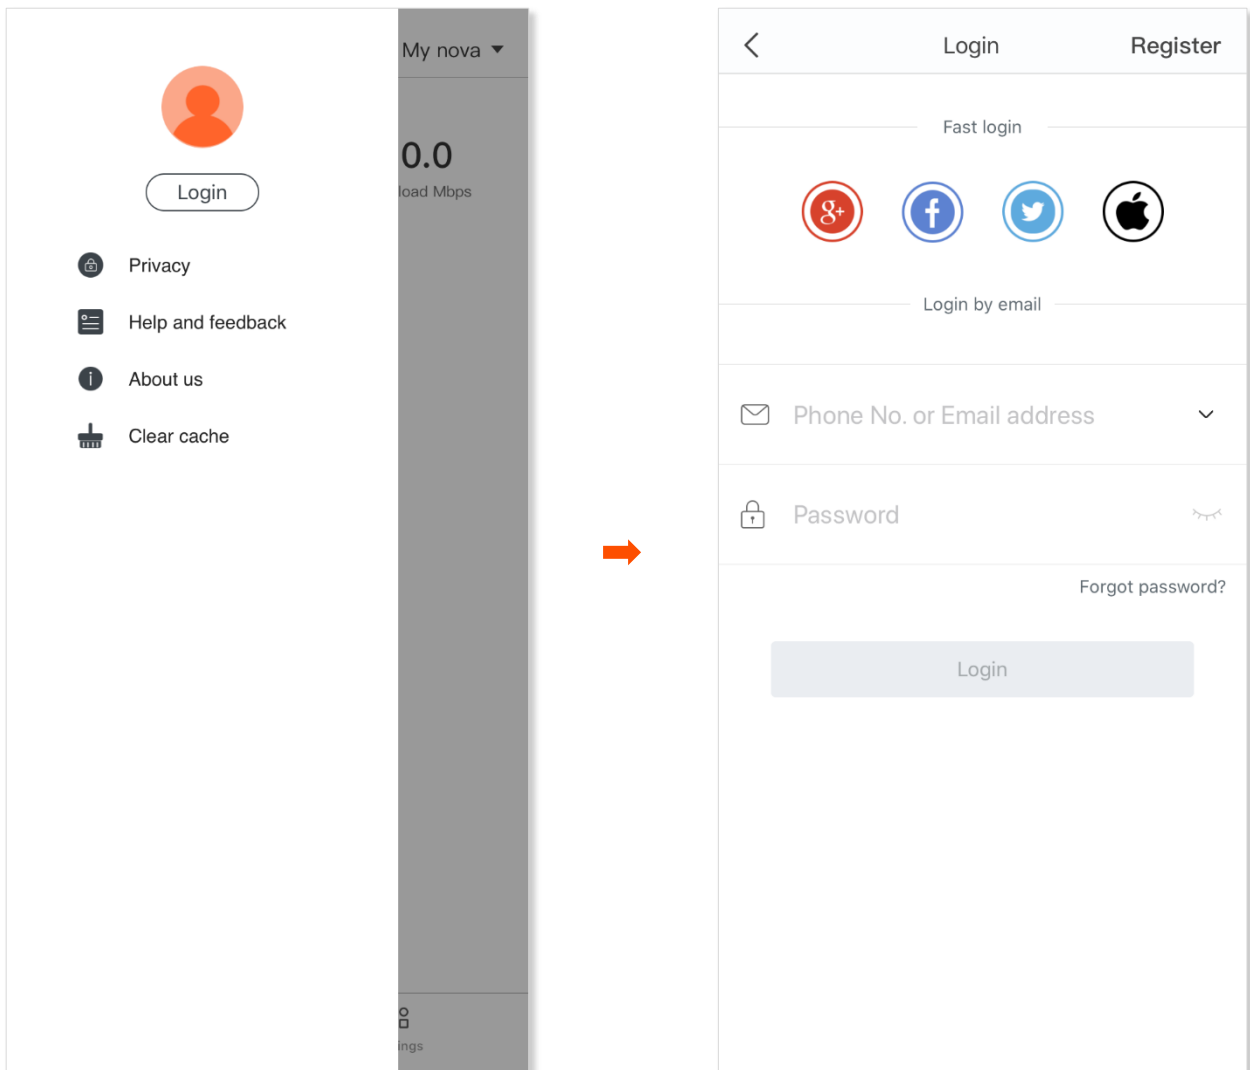 My nova
0.0
load Mbps
Login
Privacy
Help and feedback
About us
Clear cache
ings
Login
Register
Fast login
g+
Login by email
Phone No. or Email address
Password
Forgot password?
Login